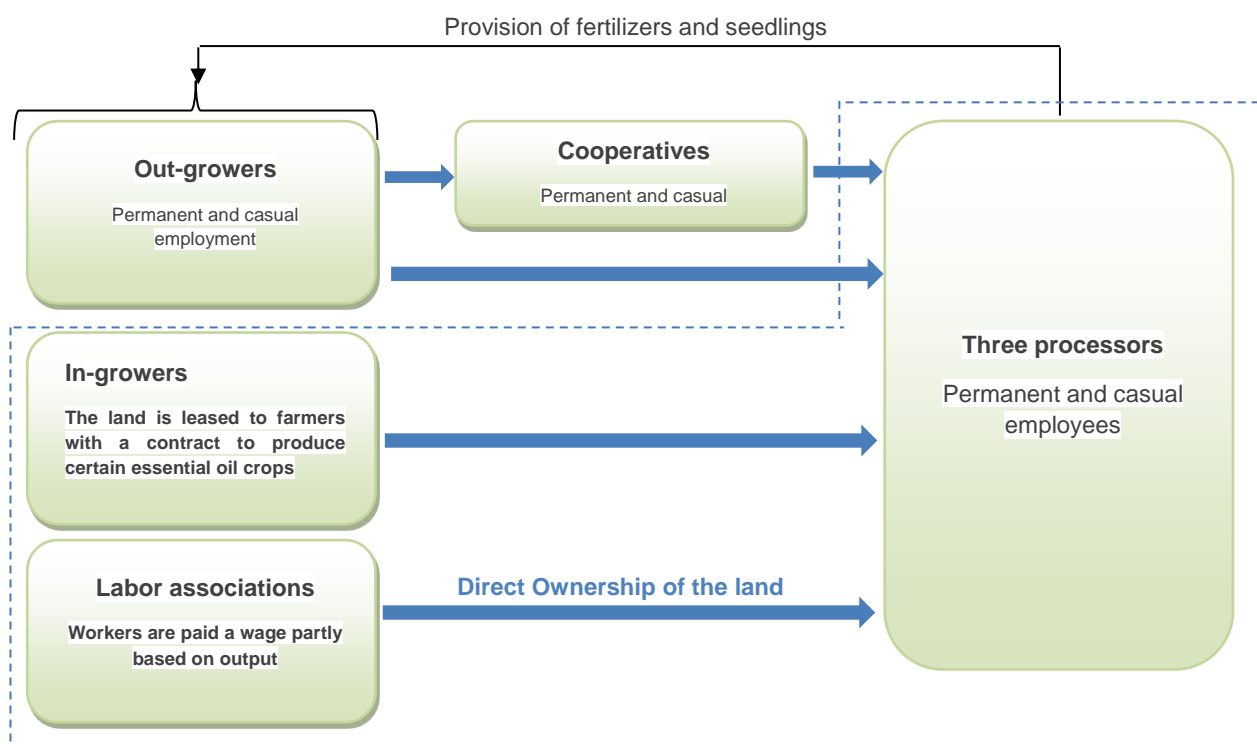 Provision of fertilizers and seedlings
Out-growers
Permanent and casual
employment
Cooperatives
Permanent and casual
Three processors
Permanent and casual
employees
In-growers
The land is leased to farmers
with a contract to produce
certain essential oil crops
Labor associations
Workers are paid a wage partly
based on output
Direct Ownership of the land